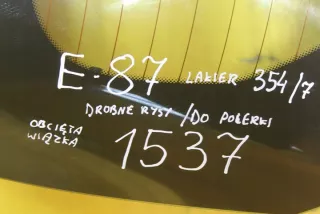 E-87 LAKIER 354/7
DROBNE RYSY/DO POLERKI
OBCIĘTA
WIĄZKA
1537